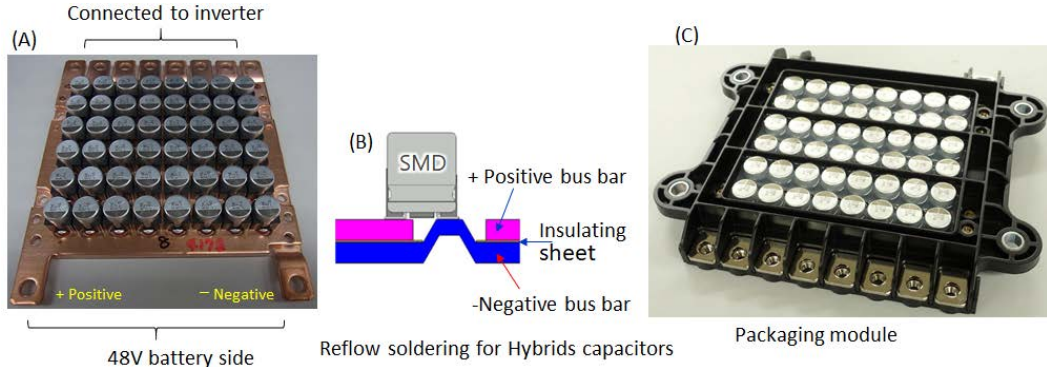 Connected to inverter
(A)
(C)
(B)
SMD
+ Positive bus bar
Insulating
sheet
8
+ Positive
− Negative
-Negative bus bar
48V battery side
Reflow soldering for Hybrids capacitors
Packaging module